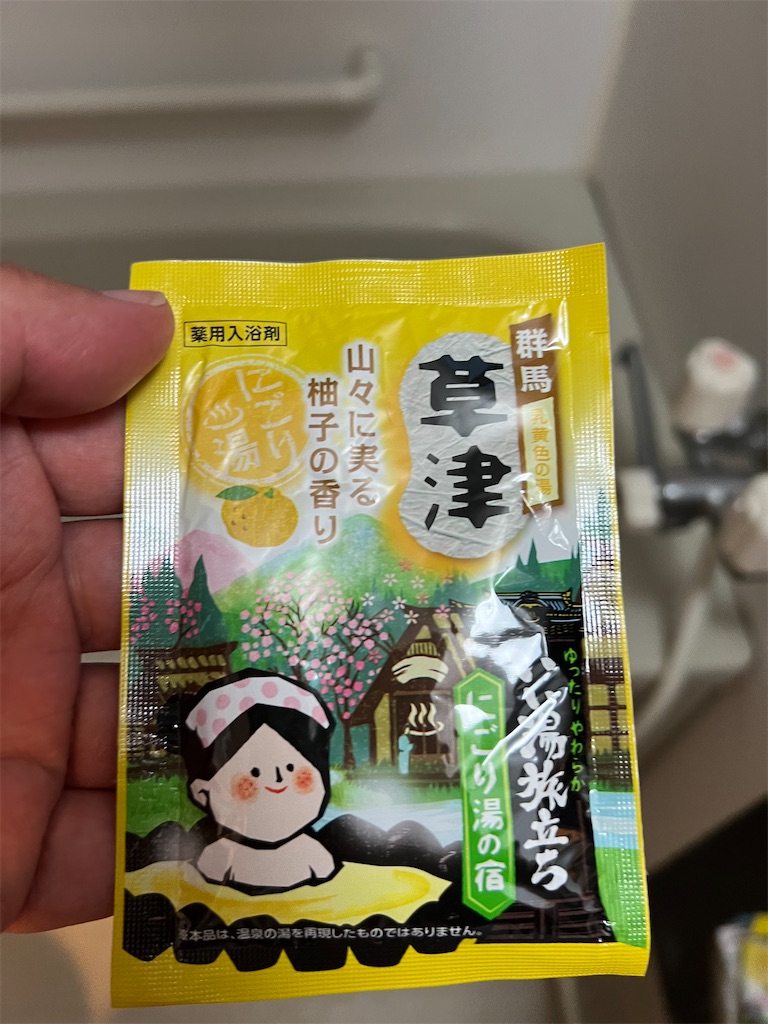 薬用入浴剤
にごり
湯
山々に実る
柚子の香り
群馬
草津
乳黄色の湯
ゆったりやわらか
いい湯旅立ち
にごり湯の宿
※本品は、温泉の湯を再現したものではありません。